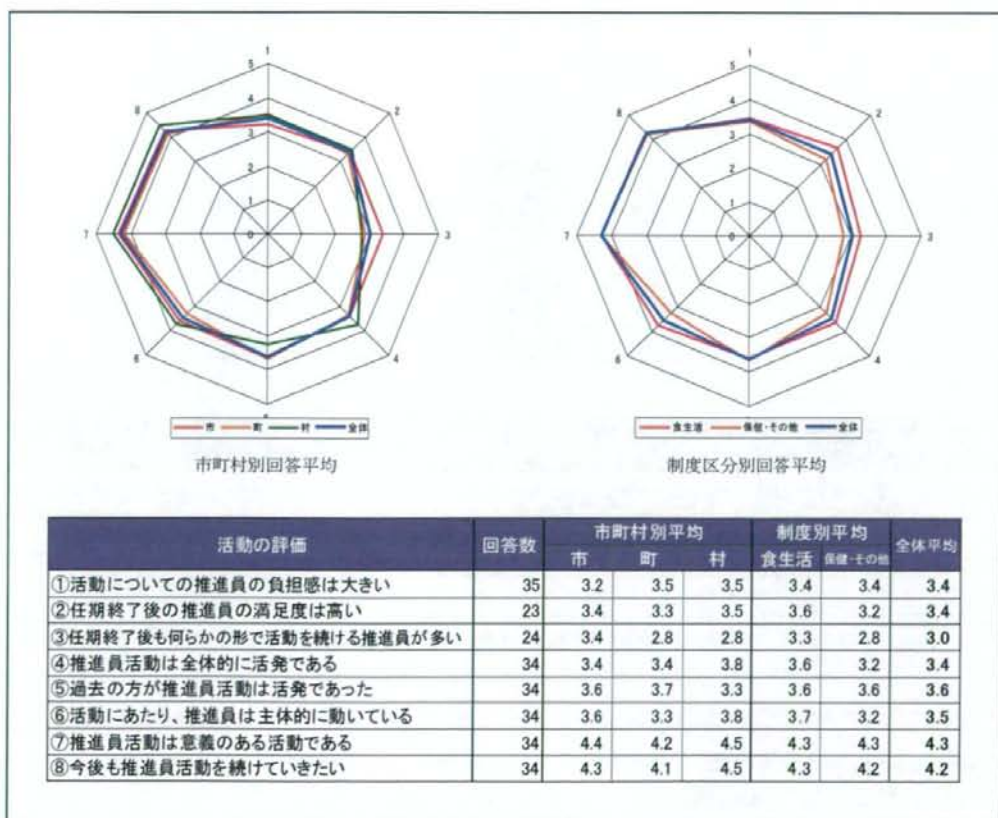 1
2
3
4
6
7
8
5
4
3
2
1
0
市 町 村 全体
市町村別回答平均
1
2
3
4
6
7
8
5
4
3
2
1
0
食生活 保健・その他 全体
制度区分別回答平均
活動の評価 回答数 市町村別平均 制度別平均 全体平均
市 町 村 食生活 保健・その他
①活動についての推進員の負担感は大きい 35 3.2 3.5 3.5 3.4 3.4 3.4
②任期終了後の推進員の満足度は高い 23 3.4 3.3 3.5 3.6 3.2 3.4
③任期終了後も何らかの形で活動を続ける推進員が多い 24 3.4 2.8 2.8 3.3 2.8 3.0
④推進員活動は全体的に活発である 34 3.4 3.4 3.8 3.6 3.2 3.4
⑤過去の方が推進員活動は活発であった 34 3.6 3.7 3.3 3.6 3.6 3.6
⑥活動にあたり、推進員は主体的に動いている 34 3.6 3.3 3.8 3.7 3.2 3.5
⑦推進員活動は意義のある活動である 34 4.4 4.2 4.5 4.3 4.3 4.3
⑧今後も推進員活動を続けていきたい 34 4.3 4.1 4.5 4.3 4.2 4.2